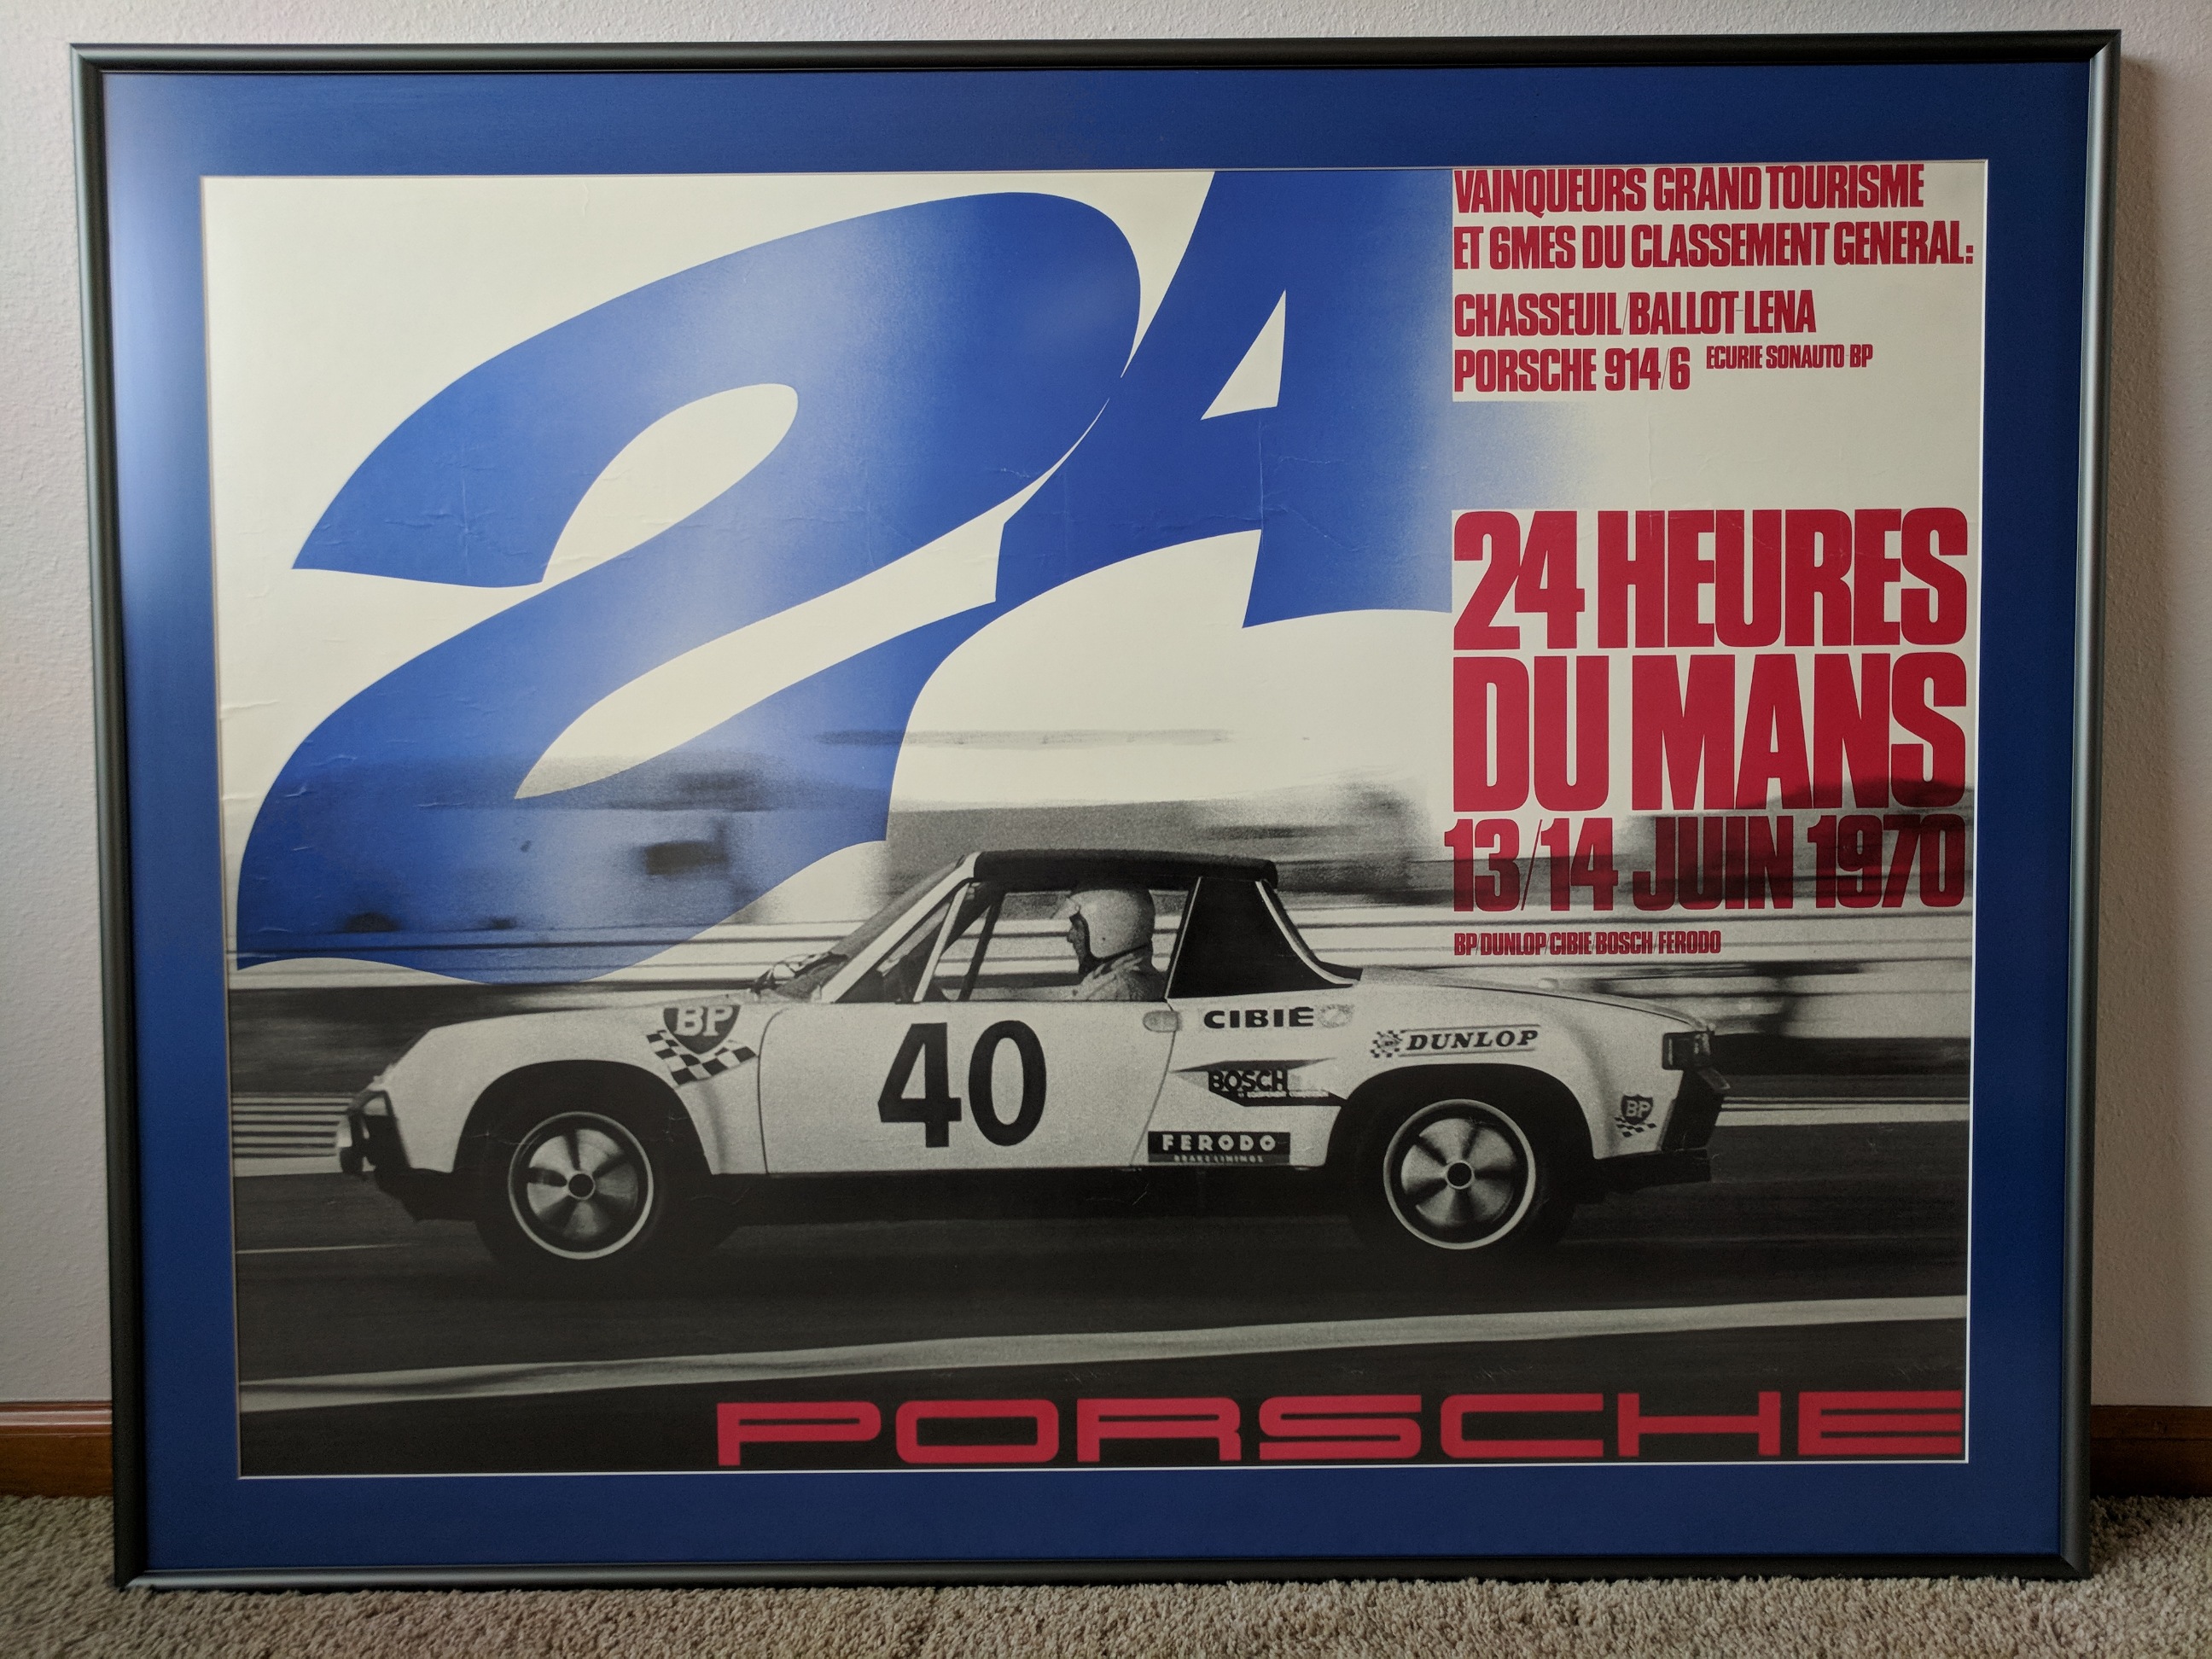 24
VAINQUEURS GRAND TOURISME
ET 6MES DU CLASSEMENT GENERAL:
CHASSEUIL/BALLOT-LENA
PORSCHE 914/6 ECURIE SONAUTO BP
24 HEURES
DU MANS
13/14 JUIN 1970
BP/DUNLOP/CIBIE/BOSCH/FERODO
BP
40
CIBIE
DUNLOP
BOSCH
FERODO
BRAKE LININGS
BP
PORSCHE